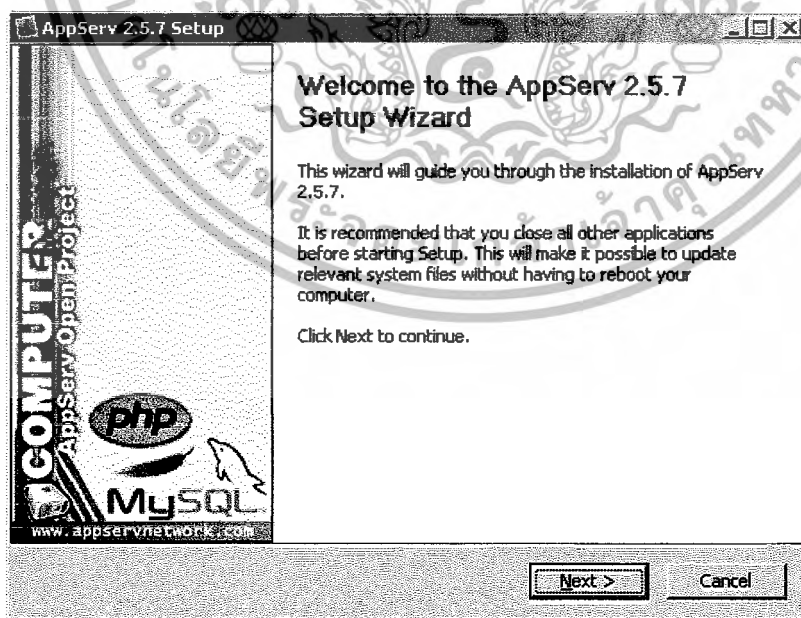 AppServ 2.5.7 Setup
Welcome to the AppServ 2.5.7
Setup Wizard
This wizard will guide you through the installation of AppServ
2.5.7.
It is recommended that you close all other applications
before starting Setup. This will make it possible to update
relevant system files without having to reboot your
computer.
Click Next to continue.
COMPUTER
AppServ Open Project
php
MySQL
www.appservnetwork.com
Next >
Cancel